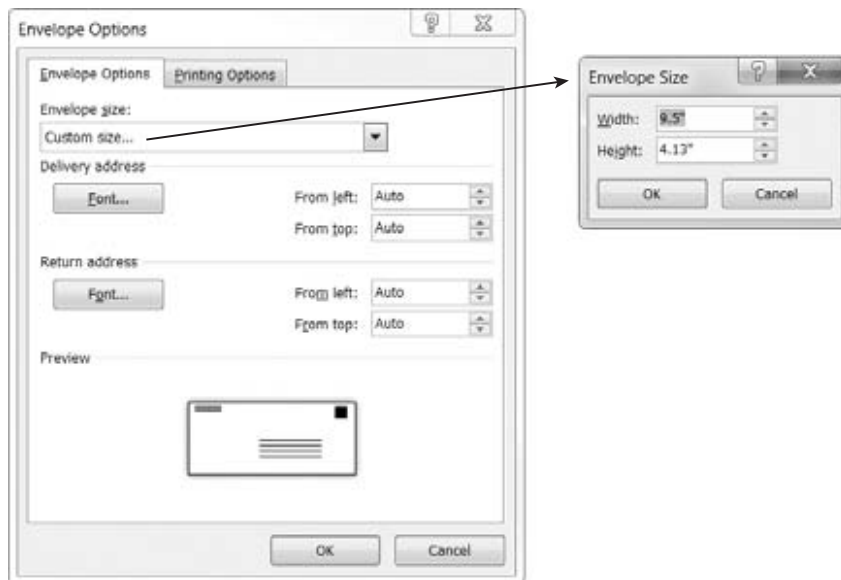 Envelope Options
Envelope Options Printing Options
Envelope size:
Custom size...
Delivery address
Font...
From left: Auto
From top: Auto
Return address
Font...
From left: Auto
From top: Auto
Preview
OK Cancel
Envelope Size
Width: 9.5"
Height: 4.13"
OK Cancel